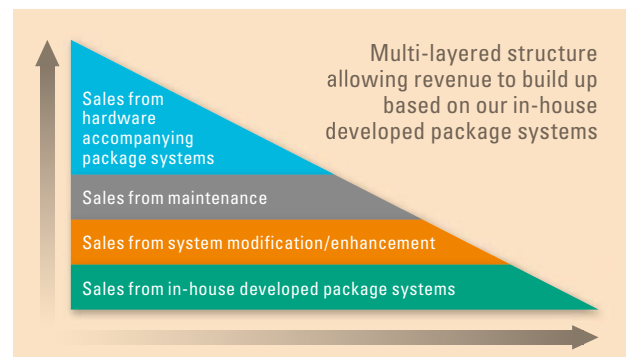 Multi-layered structure
allowing revenue to build up
based on our in-house
developed package systems
Sales from
hardware
accompanying
package systems
Sales from maintenance
Sales from system modification/enhancement
Sales from in-house developed package systems